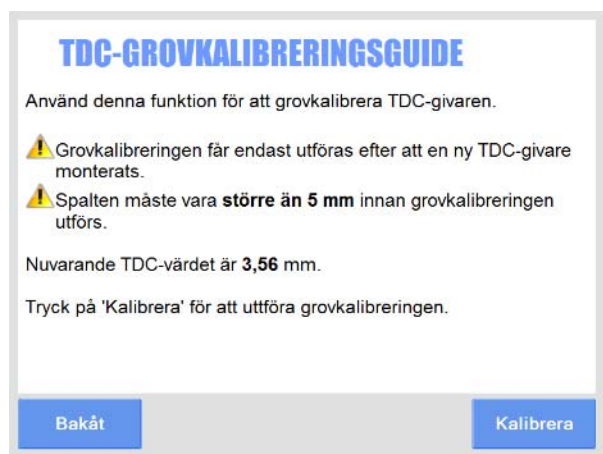 TDC-GROVKALIBRERINGSGUIDE
Använd denna funktion för att grovkalibrera TDC-givaren.
Grovkalibreringen får endast utföras efter att en ny TDC-givare
monterats.
Spalten måste vara större än 5 mm innan grovkalibreringen
utförs.
Nuvarande TDC-värdet är 3,56 mm.
Tryck på 'Kalibrera' för att uttföra grovkalibreringen.
Bakåt
Kalibrera